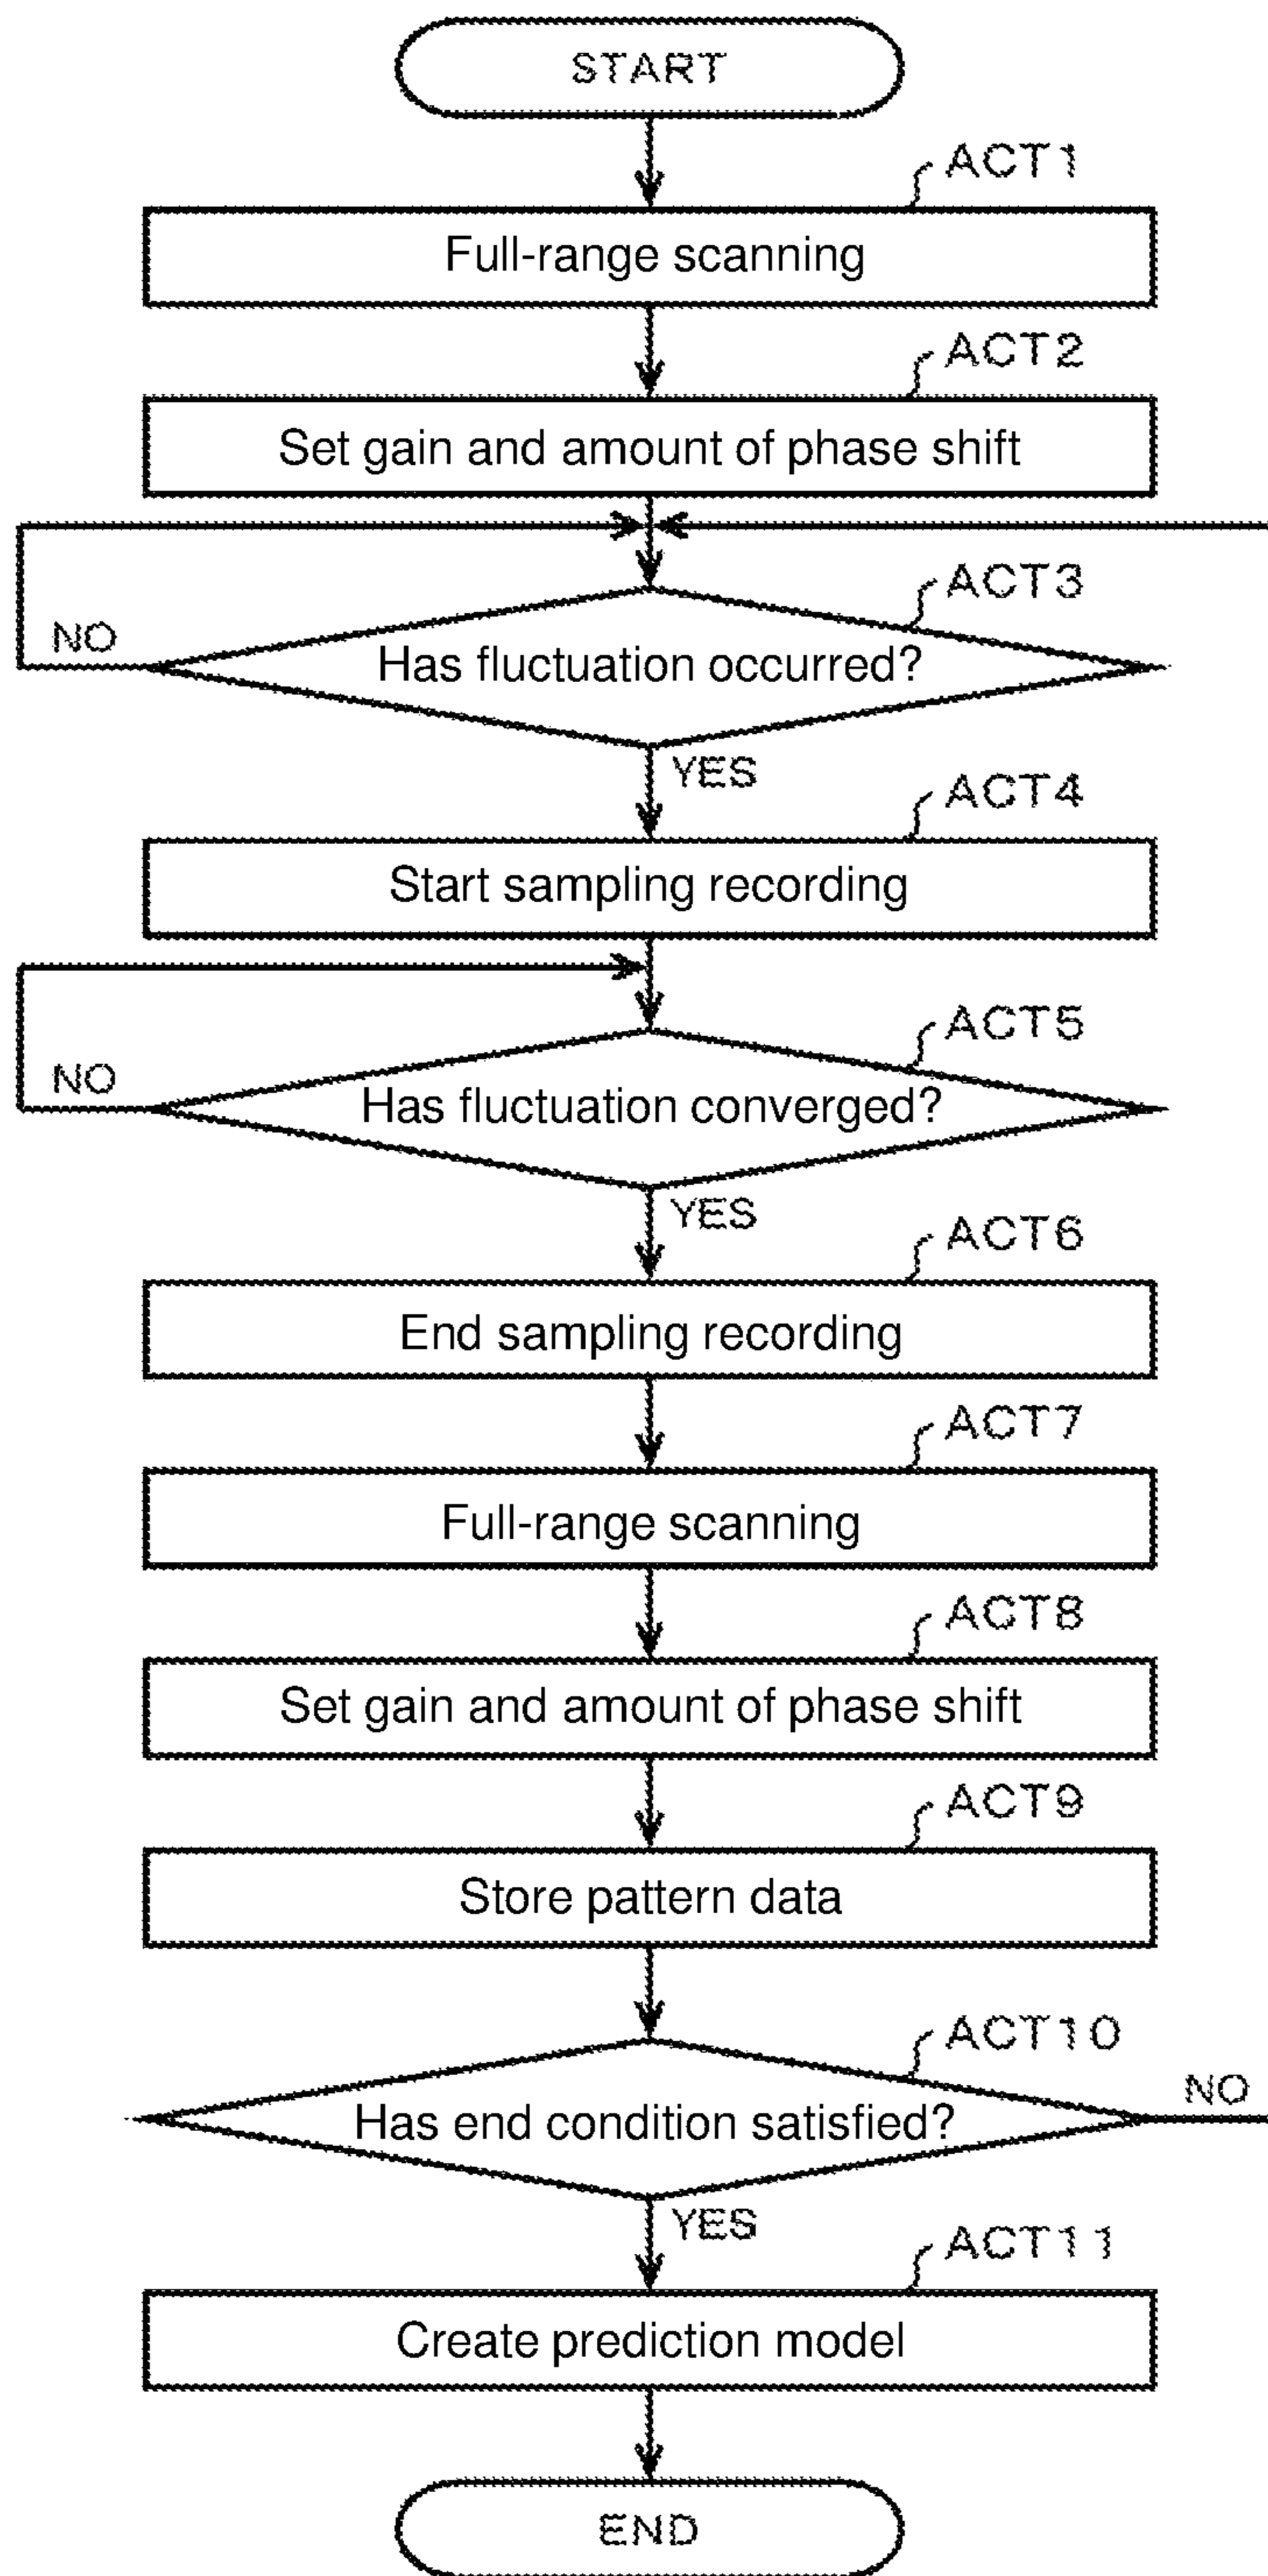 START
ACT1
Full-range scanning
ACT2
Set gain and amount of phase shift
ACT3
NO
Has fluctuation occurred?
YES
ACT4
Start sampling recording
ACT5
NO
Has fluctuation converged?
YES
ACT6
End sampling recording
ACT7
Full-range scanning
ACT8
Set gain and amount of phase shift
ACT9
Store pattern data
ACT10
NO
Has end condition satisfied?
YES
ACT11
Create prediction model
END